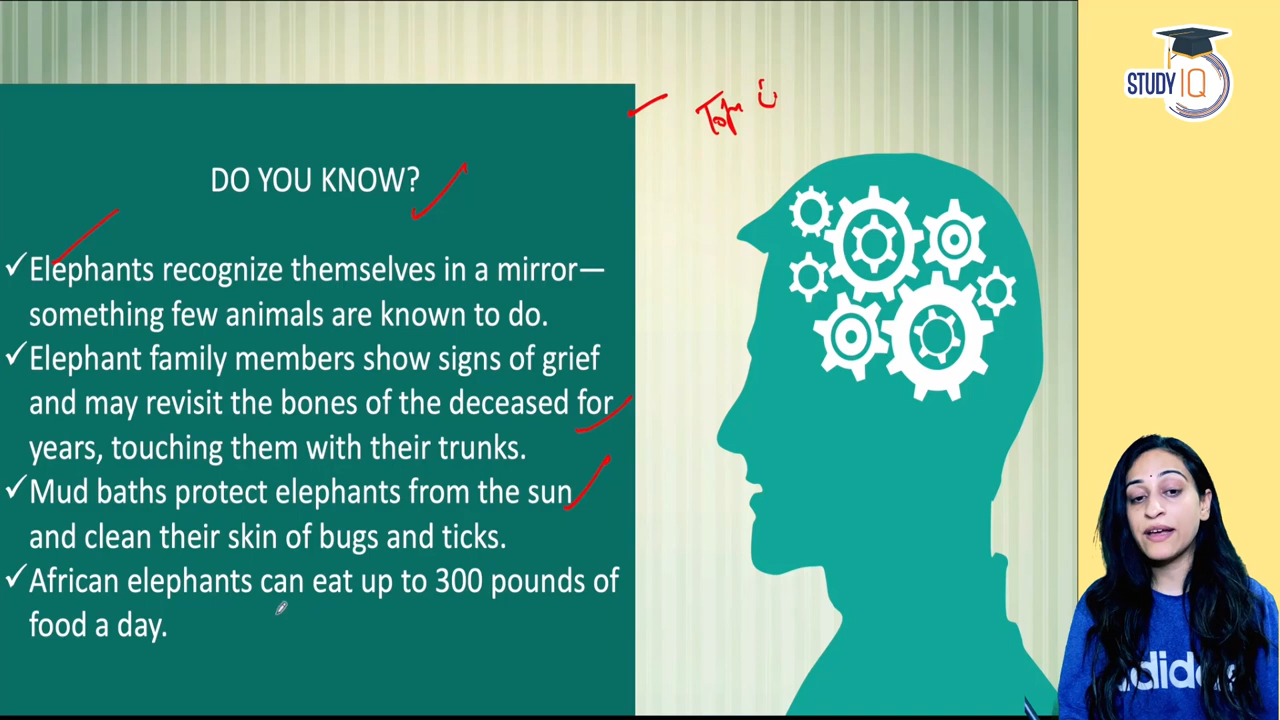 STUDY IQ
DO YOU KNOW?
Elephants recognize themselves in a mirror—
something few animals are known to do.
Elephant family members show signs of grief
and may revisit the bones of the deceased for
years, touching them with their trunks.
Mud baths protect elephants from the sun
and clean their skin of bugs and ticks.
African elephants can eat up to 300 pounds of
food a day.
adidas